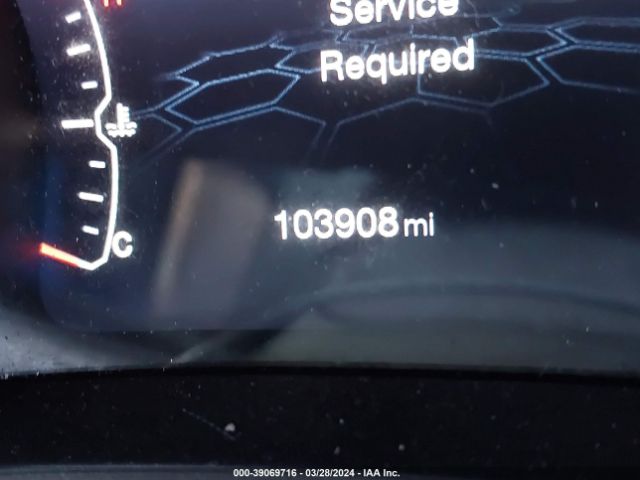 H
Service
Required
C
103908 mi
000-39069716 - 03/28/2024 - IAA Inc.